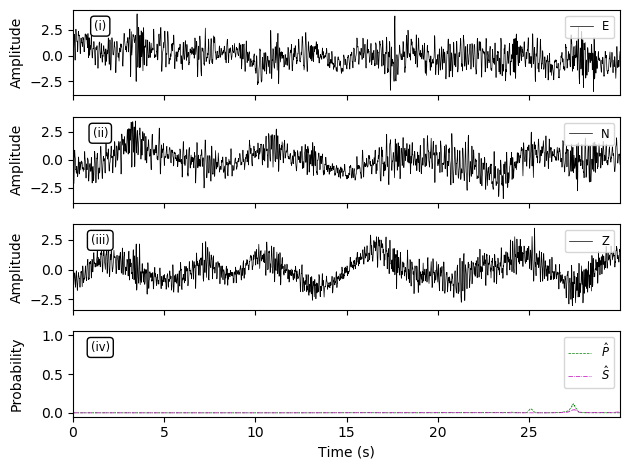 (i)
E
Amplitude
2.5
0.0
−2.5
(ii)
N
Amplitude
2.5
0.0
−2.5
(iii)
Z
Amplitude
2.5
0.0
−2.5
(iv)
P̂
Ŝ
Probability
1.0
0.5
0.0
0 5 10 15 20 25
Time (s)